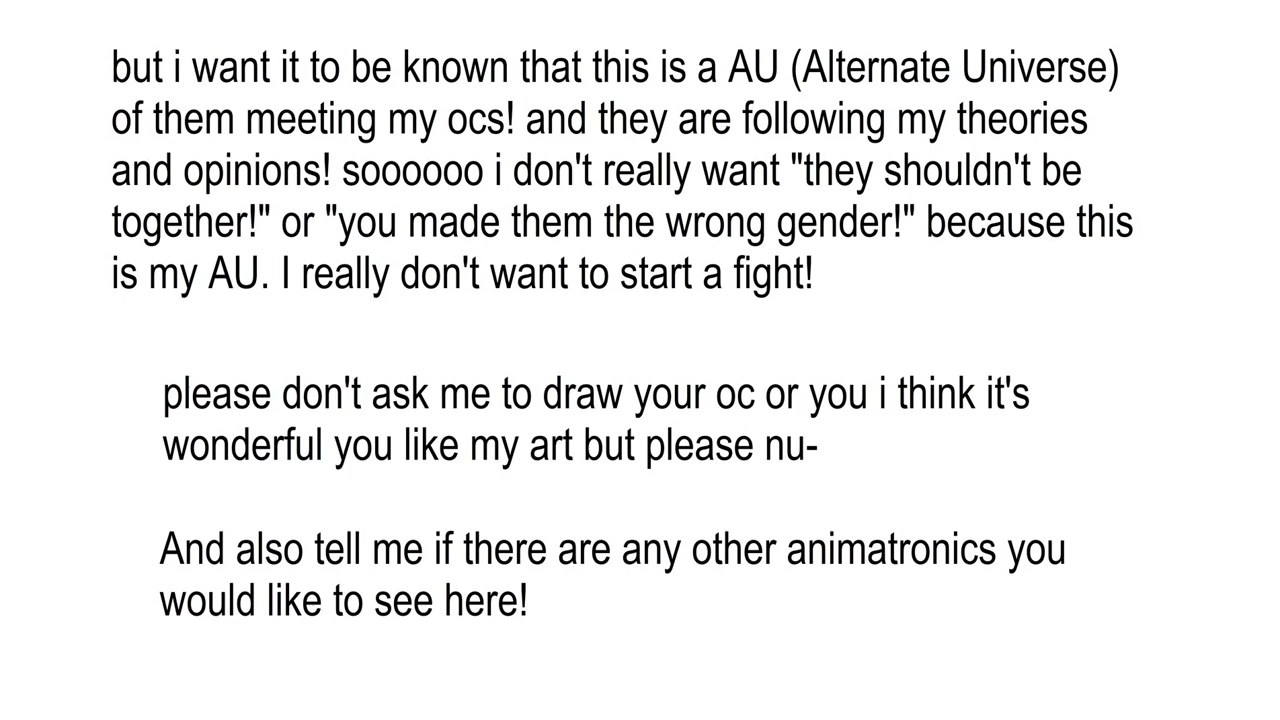 but i want it to be known that this is a AU (Alternate Universe)
of them meeting my ocs! and they are following my theories
and opinions! soooooo i don't really want "they shouldn't be
together!" or "you made them the wrong gender!" because this
is my AU. I really don't want to start a fight!
please don't ask me to draw your oc or you i think it's
wonderful you like my art but please nu-
And also tell me if there are any other animatronics you
would like to see here!